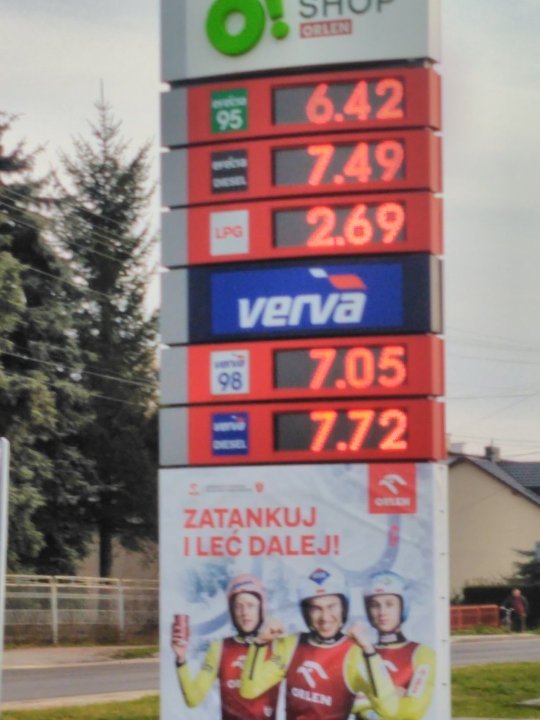 O! SHOP
ORLEN
efecta
95
6.42
efecta
DIESEL
7.49
LPG
2.69
verva
verva
98
7.05
verva
DIESEL
7.72
ORLEN
ZATANKUJ
I LEĆ DALEJ!
ORLEN